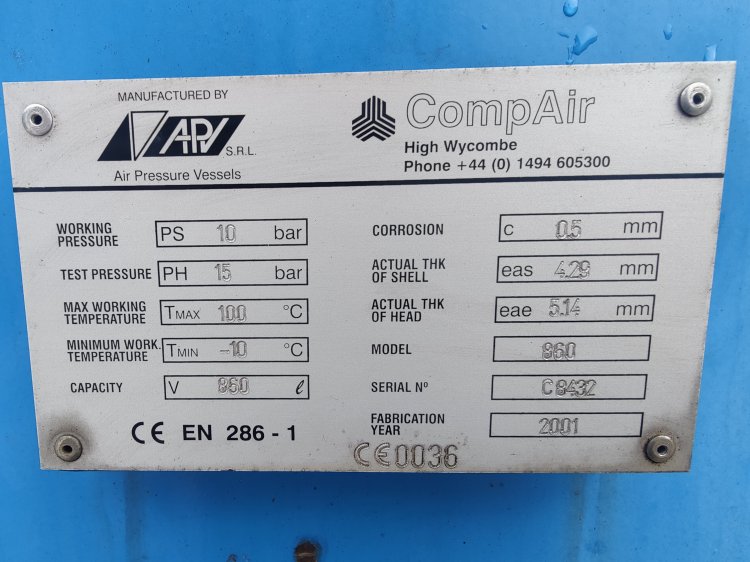 MANUFACTURED BY
APV S.R.L.
Air Pressure Vessels
CompAir
High Wycombe
Phone +44 (0) 1494 605300
WORKING PRESSURE PS 10 bar
TEST PRESSURE PH 15 bar
MAX WORKING TEMPERATURE TMAX 100 °C
MINIMUM WORK. TEMPERATURE TMIN -10 °C
CAPACITY V 860 ℓ
CE EN 286 - 1
CORROSION c 0.5 mm
ACTUAL THK OF SHELL eas 4.29 mm
ACTUAL THK OF HEAD eae 5.14 mm
MODEL 860
SERIAL N° C8432
FABRICATION YEAR 2001
CE0036